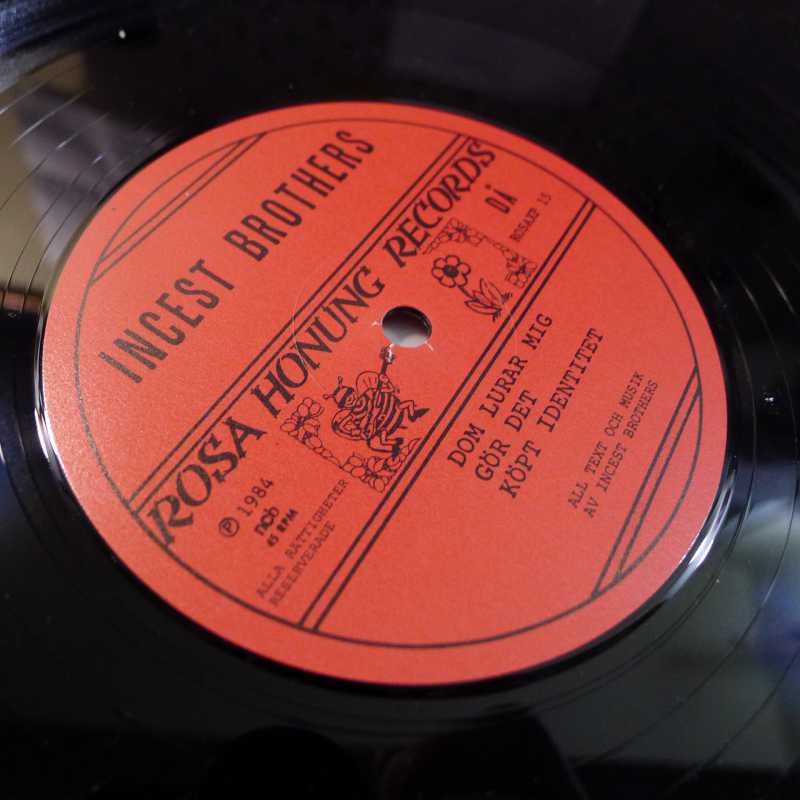 INCEST BROTHERS
ROSA HONUNG RECORDS
DÅ
ROSAXP 15
℗ 1984
ncb
45 RPM
ALLA RÄTTIGHETER
RESERVERADE
DOM LURAR MIG
GÖR DET
KÖPT IDENTITET
ALL TEXT OCH MUSIK
AV INCEST BROTHERS